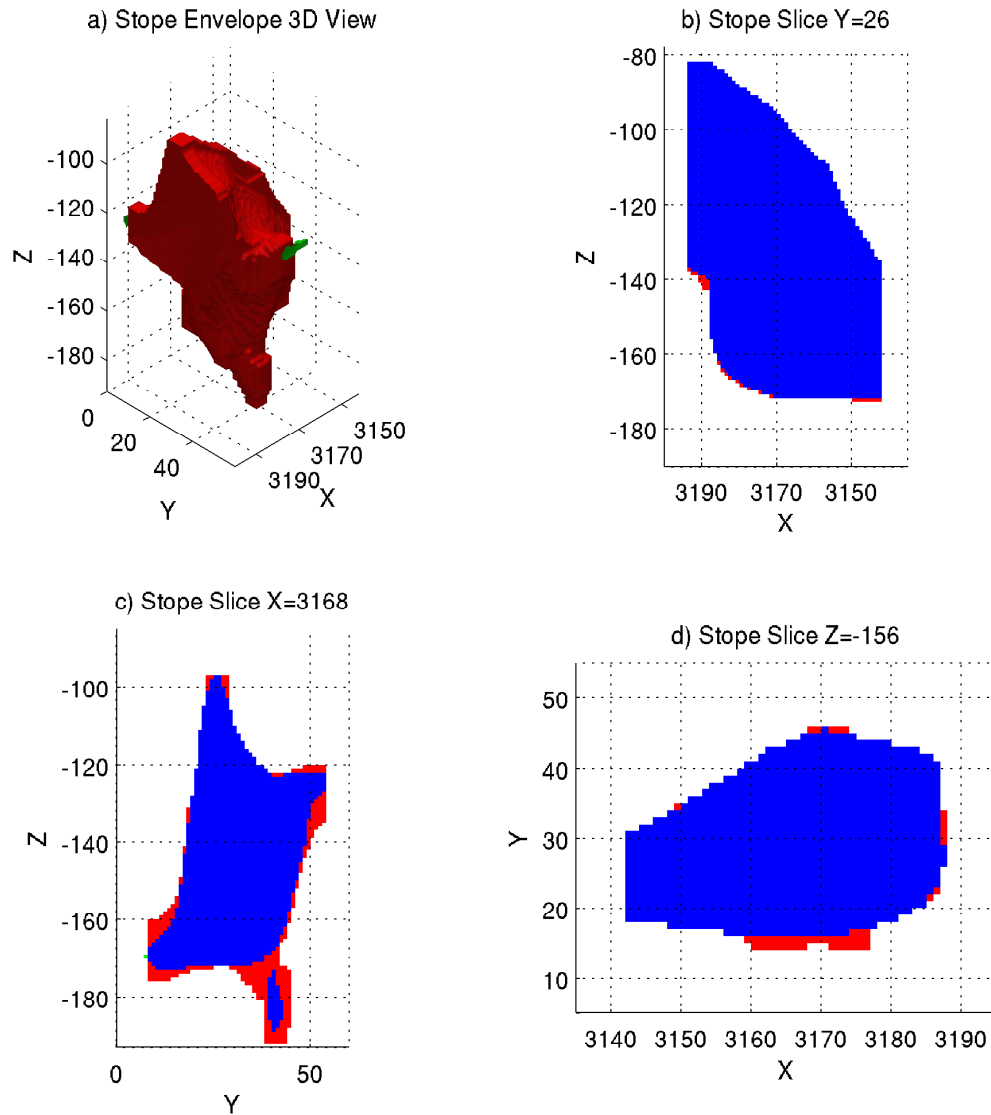 a) Stope Envelope 3D View
-100
-120
-140
-160
-180
Z
0
20
40
Y
3190
3170
3150
X
b) Stope Slice Y=26
-80
-100
-120
-140
-160
-180
Z
3190 3170 3150
X
c) Stope Slice X=3168
-100
-120
-140
-160
-180
Z
0 50
Y
d) Stope Slice Z=-156
50
40
30
20
10
Y
3140 3150 3160 3170 3180 3190
X